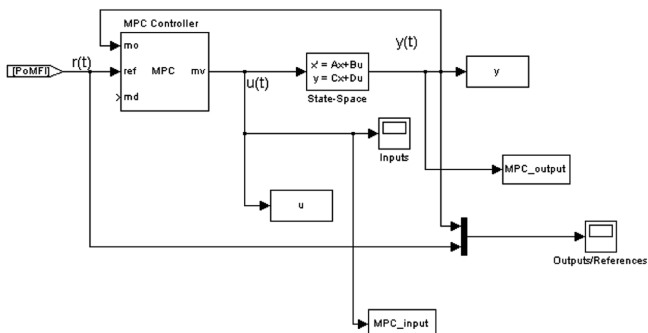 MPC Controller
[PoMFI]
r(t)
mo
ref
md
MPC
mv
u(t)
x' = Ax+Bu
y = Cx+Du
State-Space
y(t)
y
Inputs
MPC_output
u
Outputs/References
MPC_input